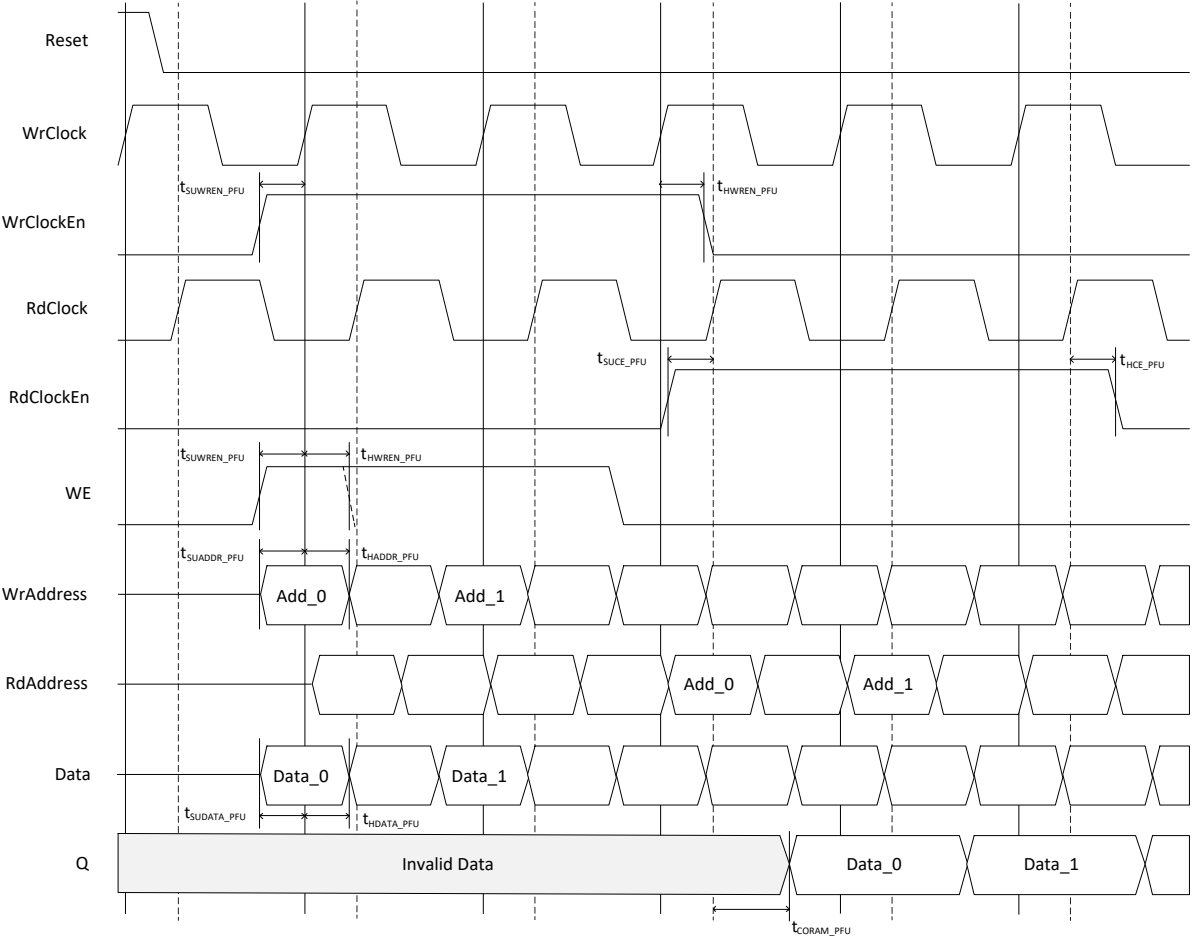 Reset
WrClock
tSUWREN_PFU tHWREN_PFU
WrClockEn
RdClock
tSUCE_PFU tHCE_PFU
RdClockEn
tSUWREN_PFU tHWREN_PFU
WE
tSUADDR_PFU tHADDR_PFU
WrAddress Add_0 Add_1
RdAddress Add_0 Add_1
Data Data_0 Data_1
tSUDATA_PFU tHDATA_PFU
Q Invalid Data Data_0 Data_1
tCORAM_PFU